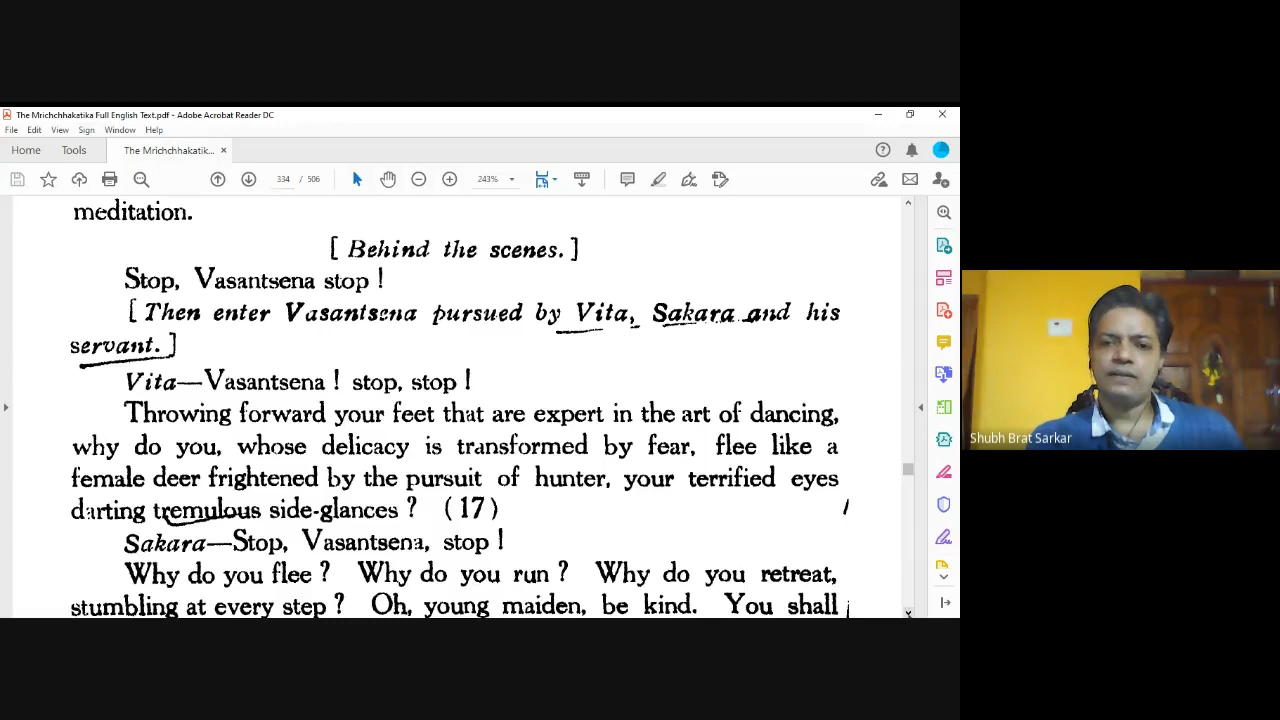 The Mrichchhakatika Full English Text.pdf - Adobe Acrobat Reader DC
File Edit View Sign Window Help
Home Tools The Mrichchhakatik... ×
334 / 506 243%
meditation.
[ Behind the scenes. ]
Stop, Vasantsena stop !
[ Then enter Vasantsena pursued by Vita, Sakara and his
servant. ]
Vita—Vasantsena ! stop, stop !
Throwing forward your feet that are expert in the art of dancing,
why do you, whose delicacy is transformed by fear, flee like a
female deer frightened by the pursuit of hunter, your terrified eyes
darting tremulous side-glances ? (17)
Sakara—Stop, Vasantsena, stop !
Why do you flee ? Why do you run ? Why do you retreat,
stumbling at every step ? Oh, young maiden, be kind. You shall
Shubh Brat Sarkar